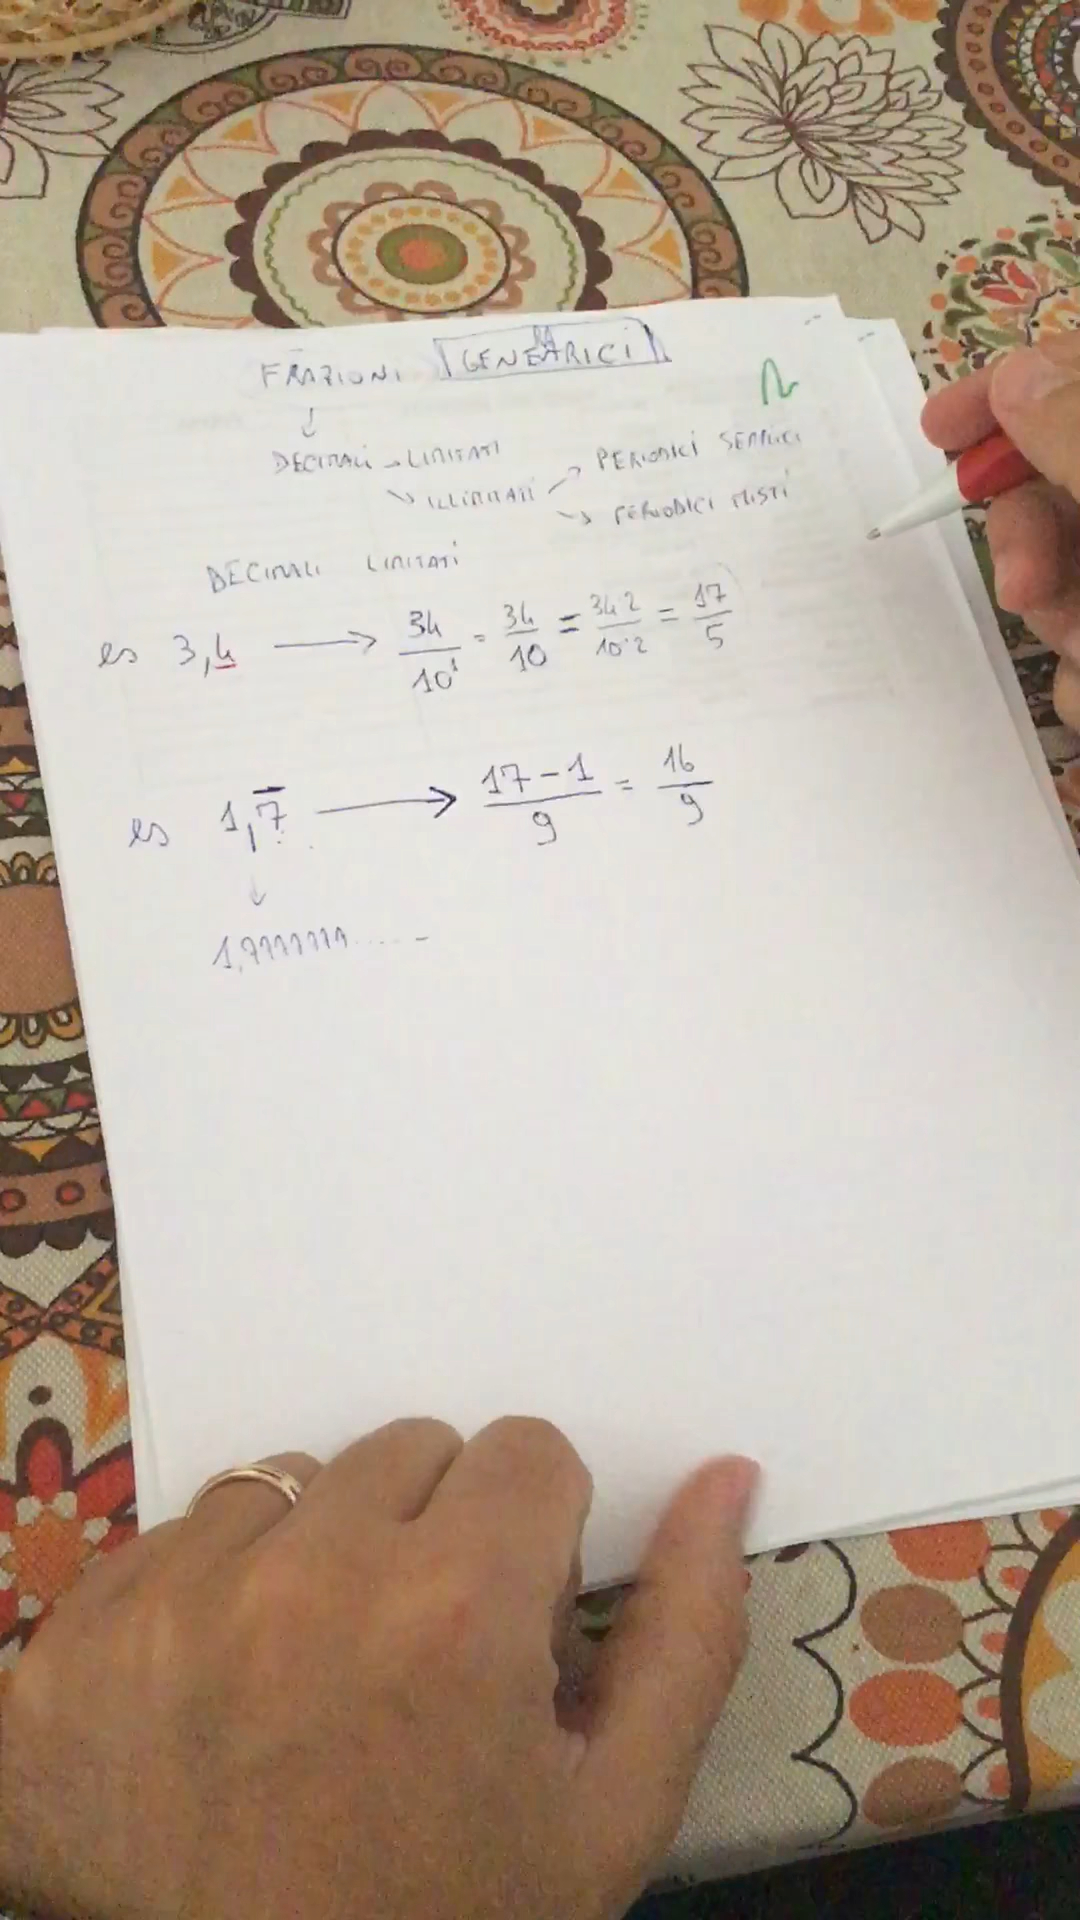 FRAZIONI GENERATRICI
↓
DECIMALI → LIMITATI
↘ ILLIMITATI ↗ PERIODICI SEMPLICI
↘ PERIODICI MISTI
DECIMALI LIMITATI
es 3,4 → 34/10¹ = 34/10 = 34:2/10:2 = 17/5
es 1,7̅ → 17-1/9 = 16/9
↓
1,7777777.....-